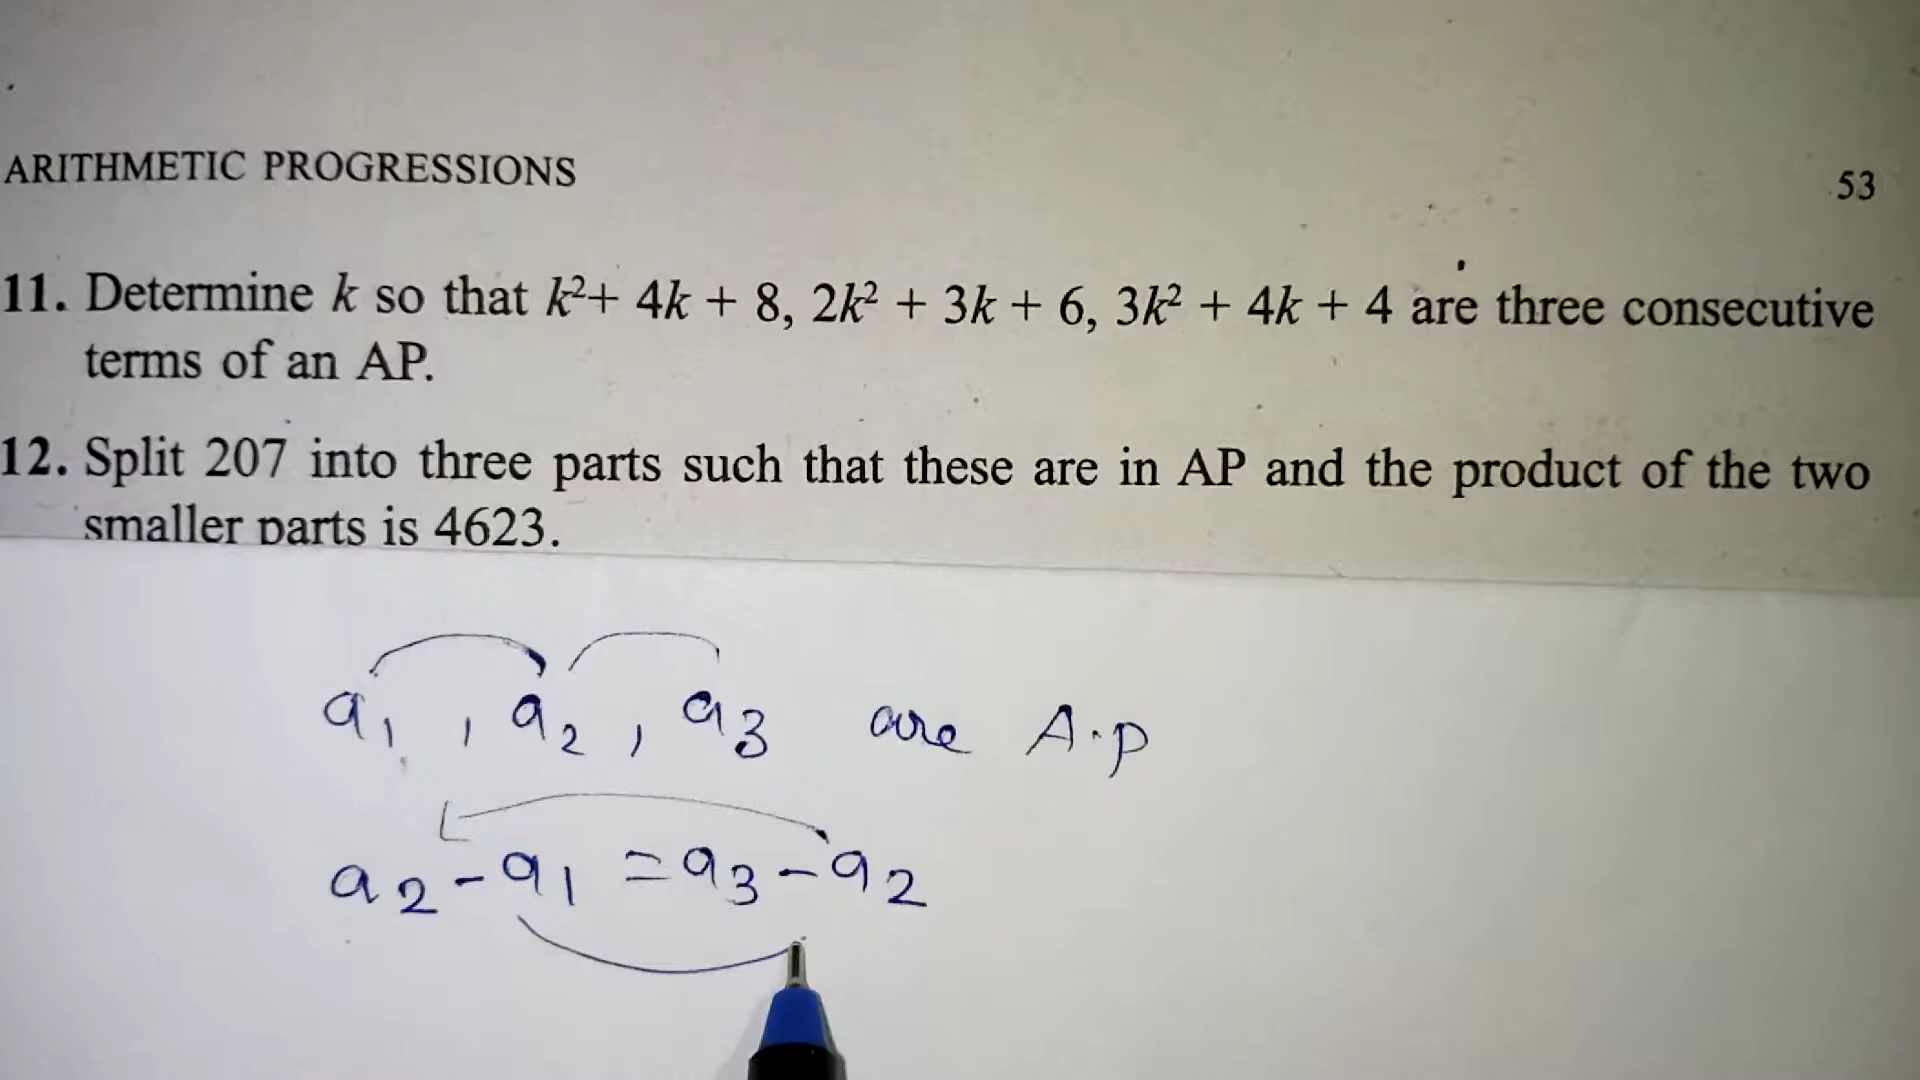 ARITHMETIC PROGRESSIONS 53
11. Determine k so that k²+ 4k + 8, 2k² + 3k + 6, 3k² + 4k + 4 are three consecutive
terms of an AP.
12. Split 207 into three parts such that these are in AP and the product of the two
smaller parts is 4623.
a₁ , a₂ , a₃ are A.p
a₂ - a₁ = a₃ - a₂